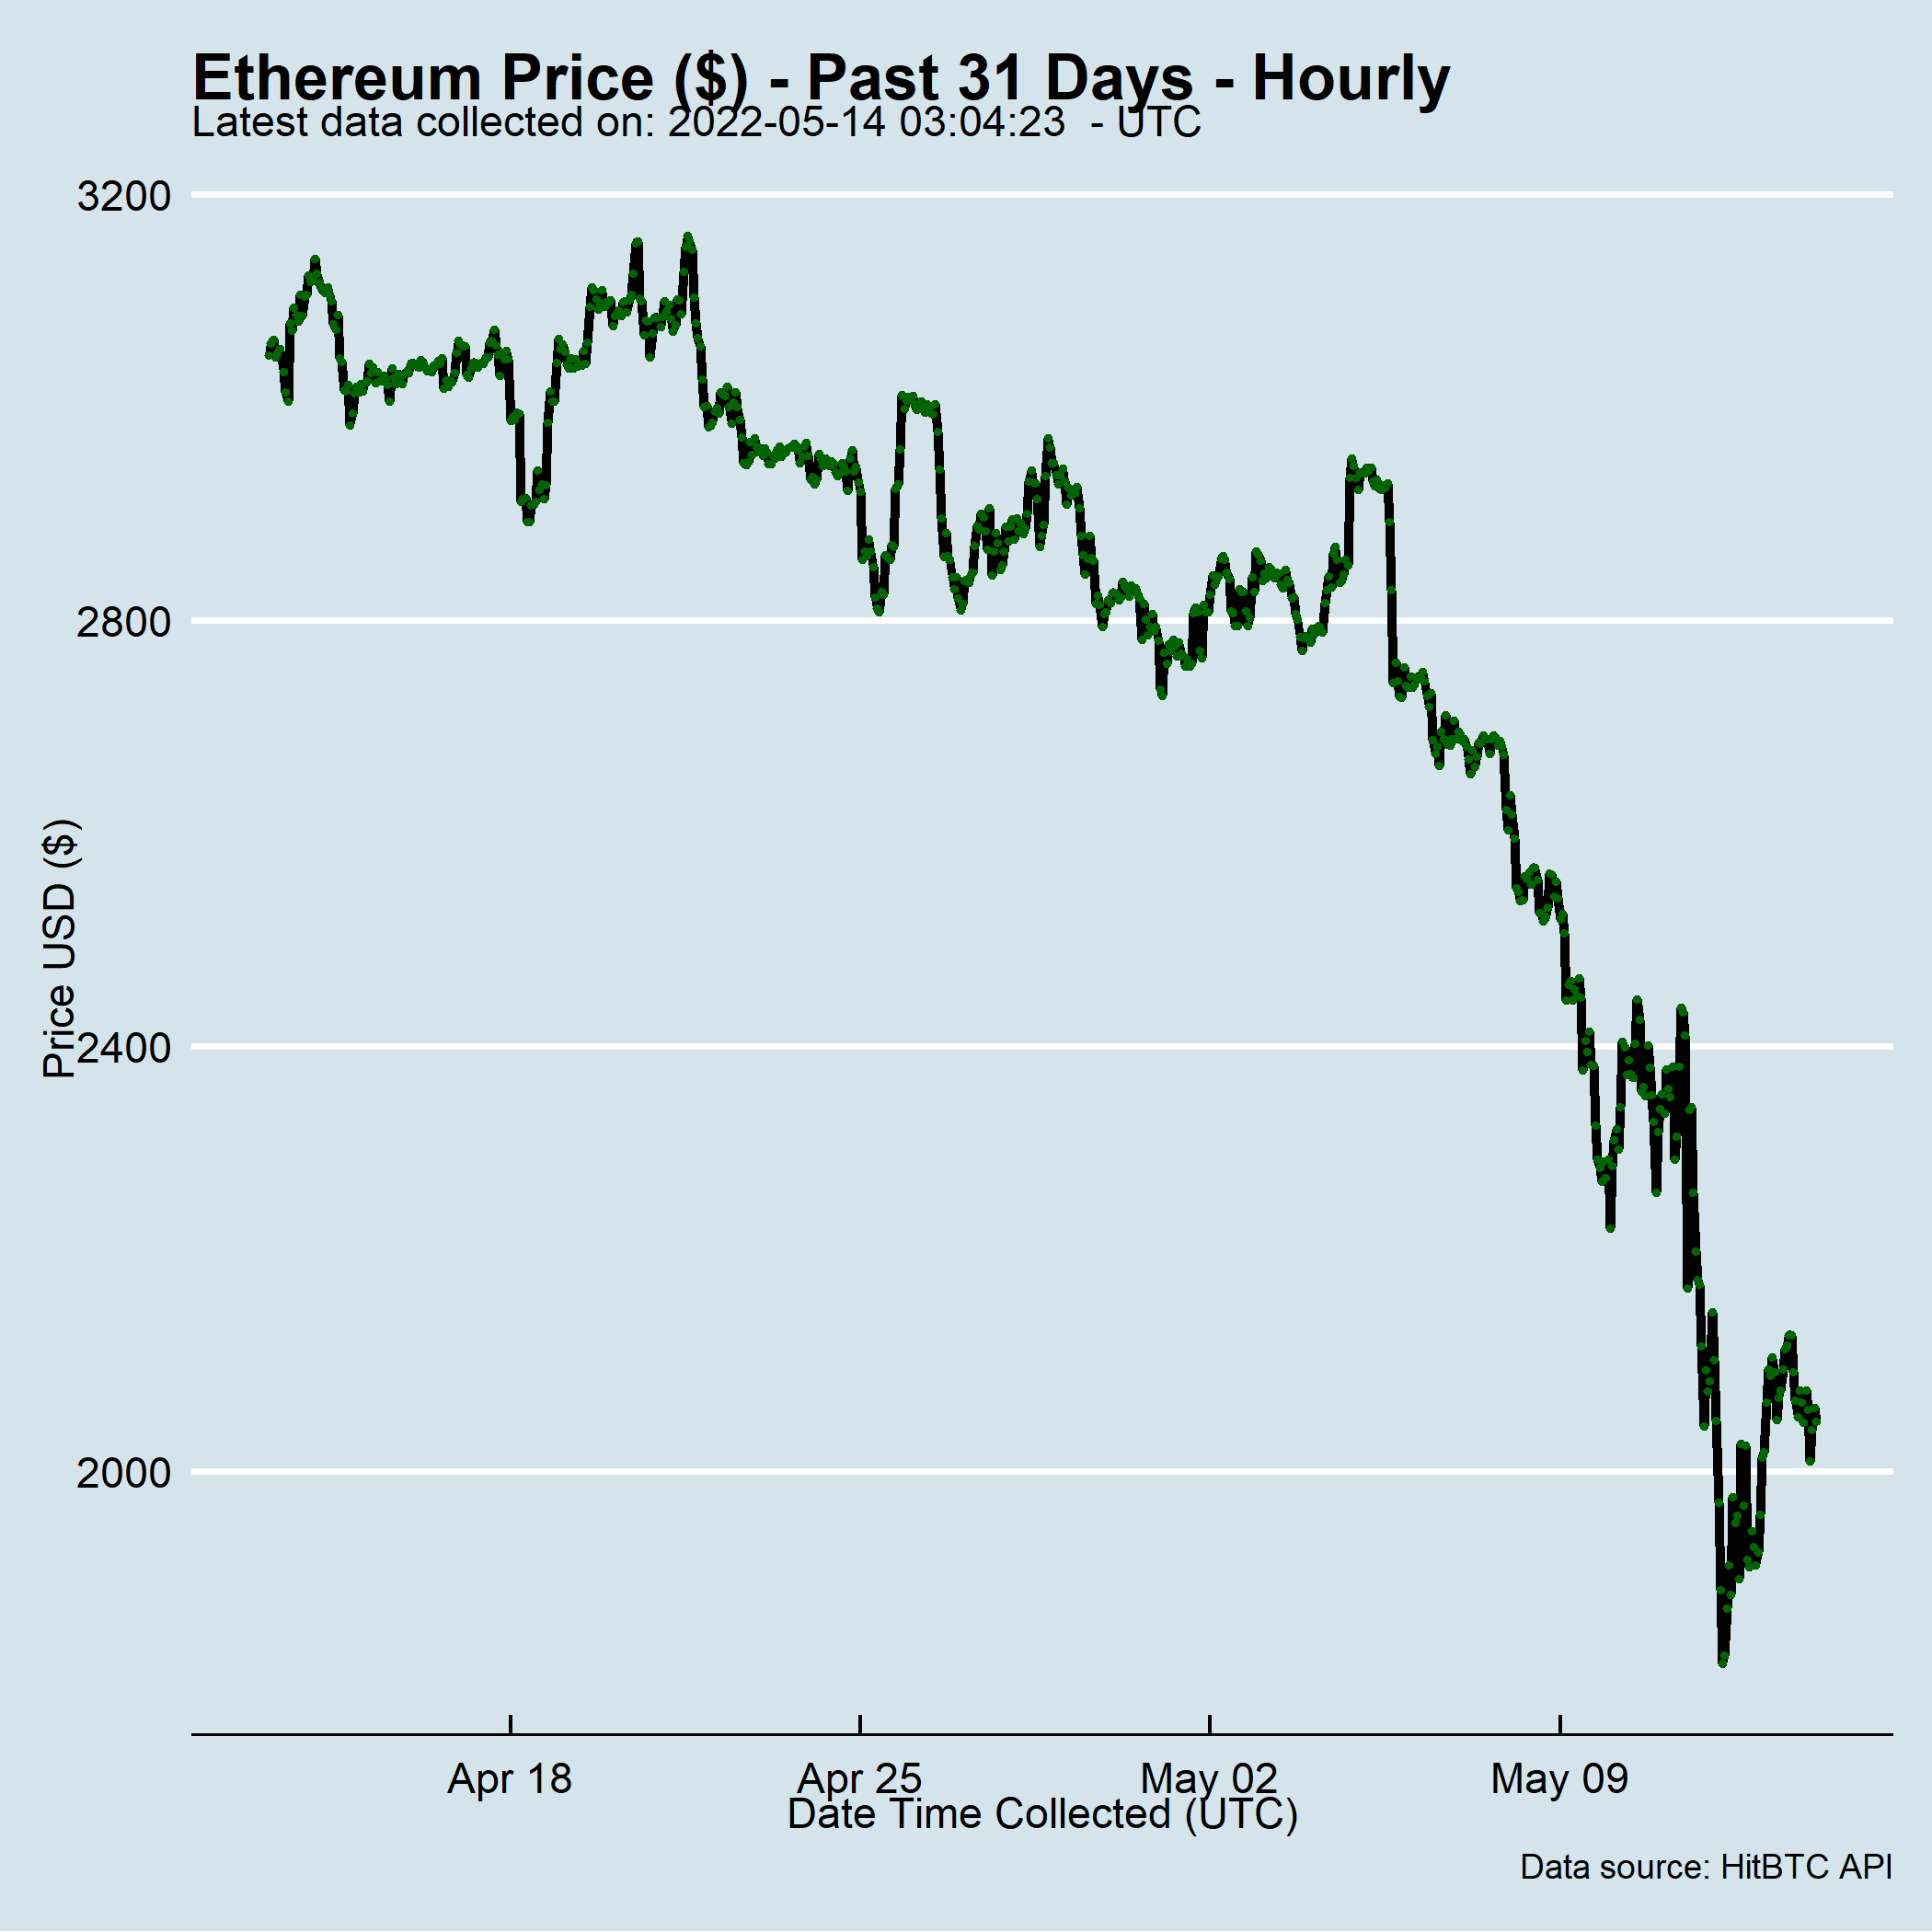 Ethereum Price ($) - Past 31 Days - Hourly
Latest data collected on: 2022-05-14 03:04:23  - UTC
3200
2800
2400
2000
Price USD ($)
Apr 18
Apr 25
May 02
May 09
Date Time Collected (UTC)
Data source: HitBTC API